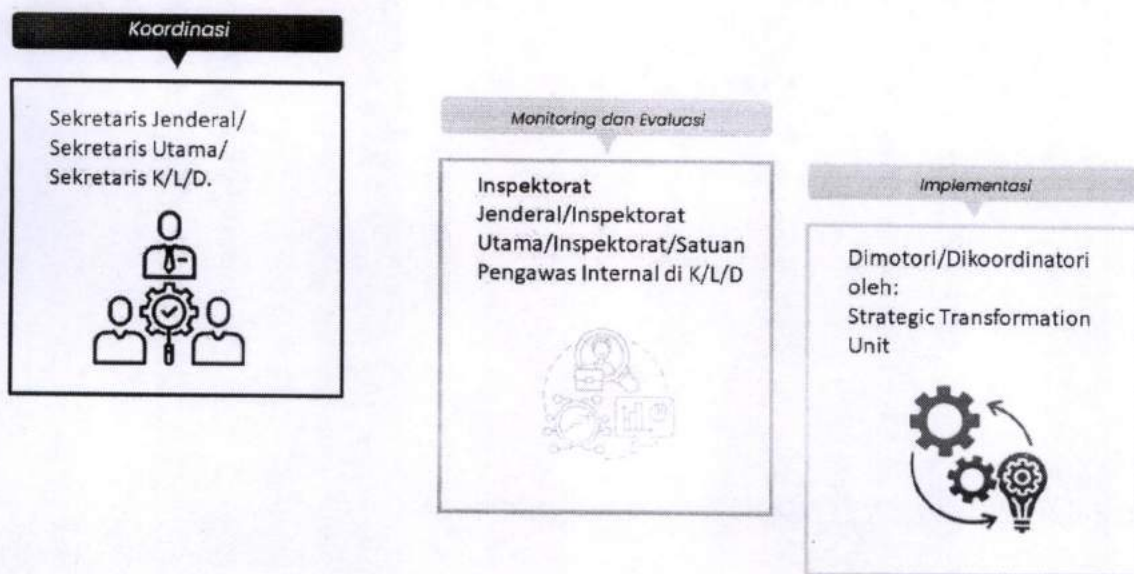 Koordinasi
Sekretaris Jenderal/
Sekretaris Utama/
Sekretaris K/L/D.
Monitoring dan Evaluasi
Inspektorat
Jenderal/Inspektorat
Utama/Inspektorat/Satuan
Pengawas Internal di K/L/D
Implementasi
Dimotori/Dikoordinatori
oleh:
Strategic Transformation
Unit